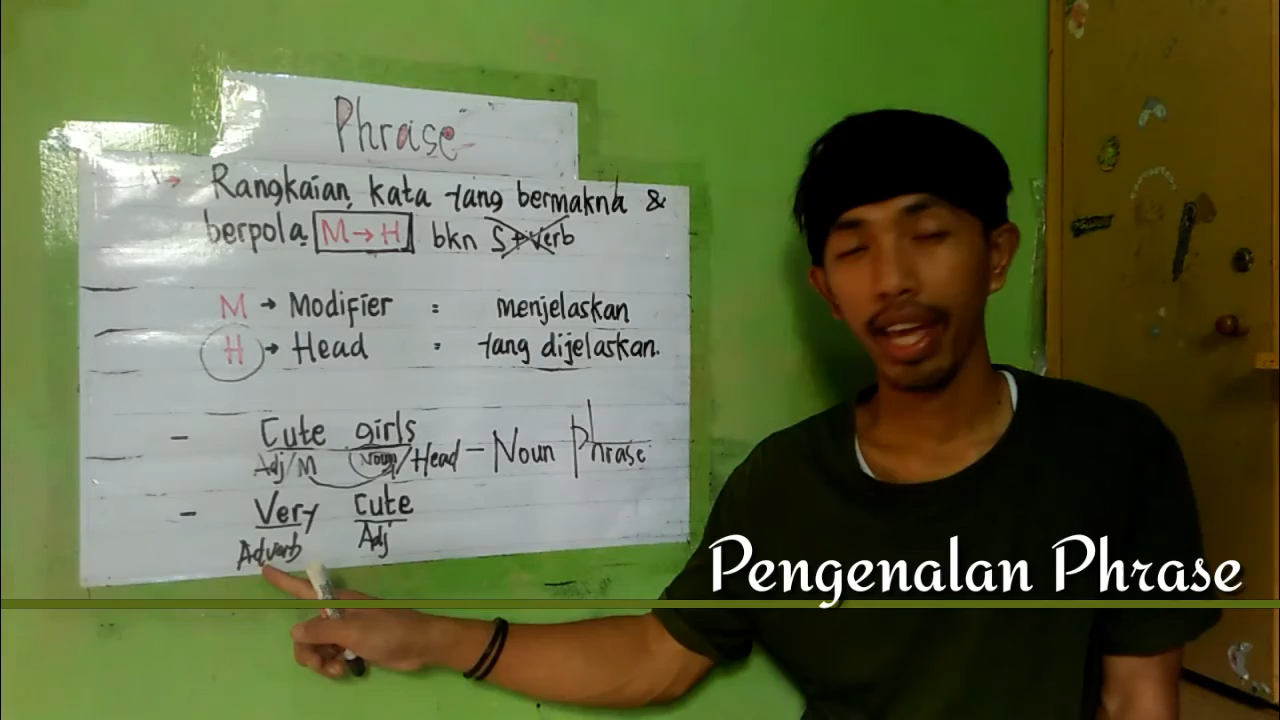 Phrase
Rangkaian kata yang bermakna &
berpola M → H bkn S + Verb
M → Modifier = menjelaskan
H → Head = yang dijelaskan.
- Cute girls
Adj/M Noun/Head - Noun Phrase
- Very cute
Adverb Adj
Pengenalan Phrase